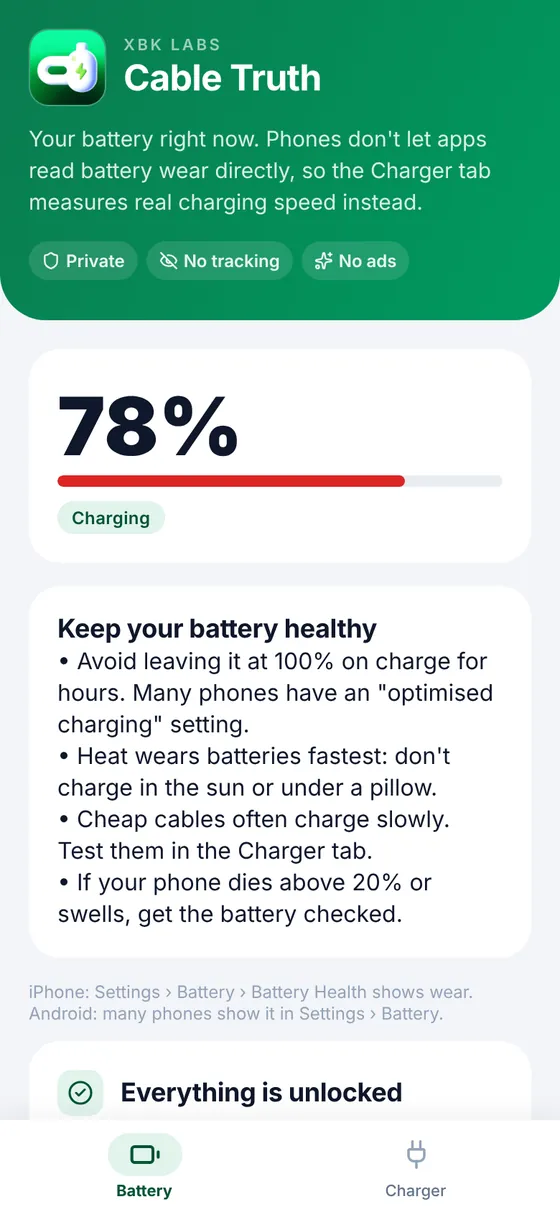 XBK LABS
Cable Truth
Your battery right now. Phones don't let apps
read battery wear directly, so the Charger tab
measures real charging speed instead.
Private
No tracking
No ads
78%
Charging
Keep your battery healthy
• Avoid leaving it at 100% on charge for
hours. Many phones have an "optimised
charging" setting.
• Heat wears batteries fastest: don't
charge in the sun or under a pillow.
• Cheap cables often charge slowly.
Test them in the Charger tab.
• If your phone dies above 20% or
swells, get the battery checked.
iPhone: Settings › Battery › Battery Health shows wear.
Android: many phones show it in Settings › Battery.
Everything is unlocked
Battery
Charger